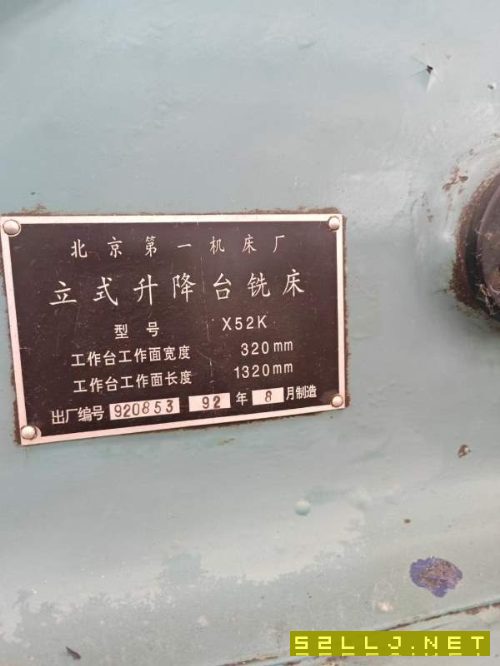 北京第一机床厂
立式升降台铣床
型号 X52K
工作台工作面宽度 320mm
工作台工作面长度 1320mm
出厂编号 920853 92 年 8 月制造
52LLJ.NET